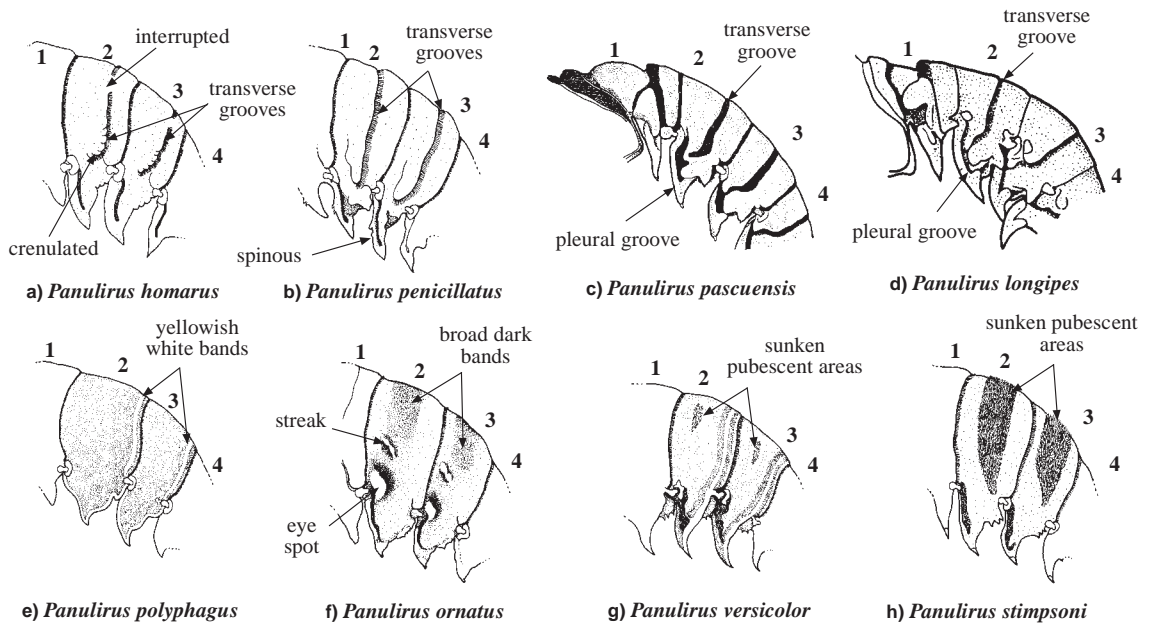 interrupted
1
2
3
transverse
grooves
4
crenulated
a) Panulirus homarus
1
2
transverse
grooves
3
4
spinous
b) Panulirus penicillatus
1
2
transverse
groove
3
4
pleural groove
c) Panulirus pascuensis
1
2
transverse
groove
3
4
pleural groove
d) Panulirus longipes
1
yellowish
white bands
2
3
4
e) Panulirus polyphagus
1
2
broad dark
bands
3
4
streak
eye
spot
f) Panulirus ornatus
1
2
sunken
pubescent areas
3
4
g) Panulirus versicolor
sunken pubescent
areas
1
2
3
4
h) Panulirus stimpsoni